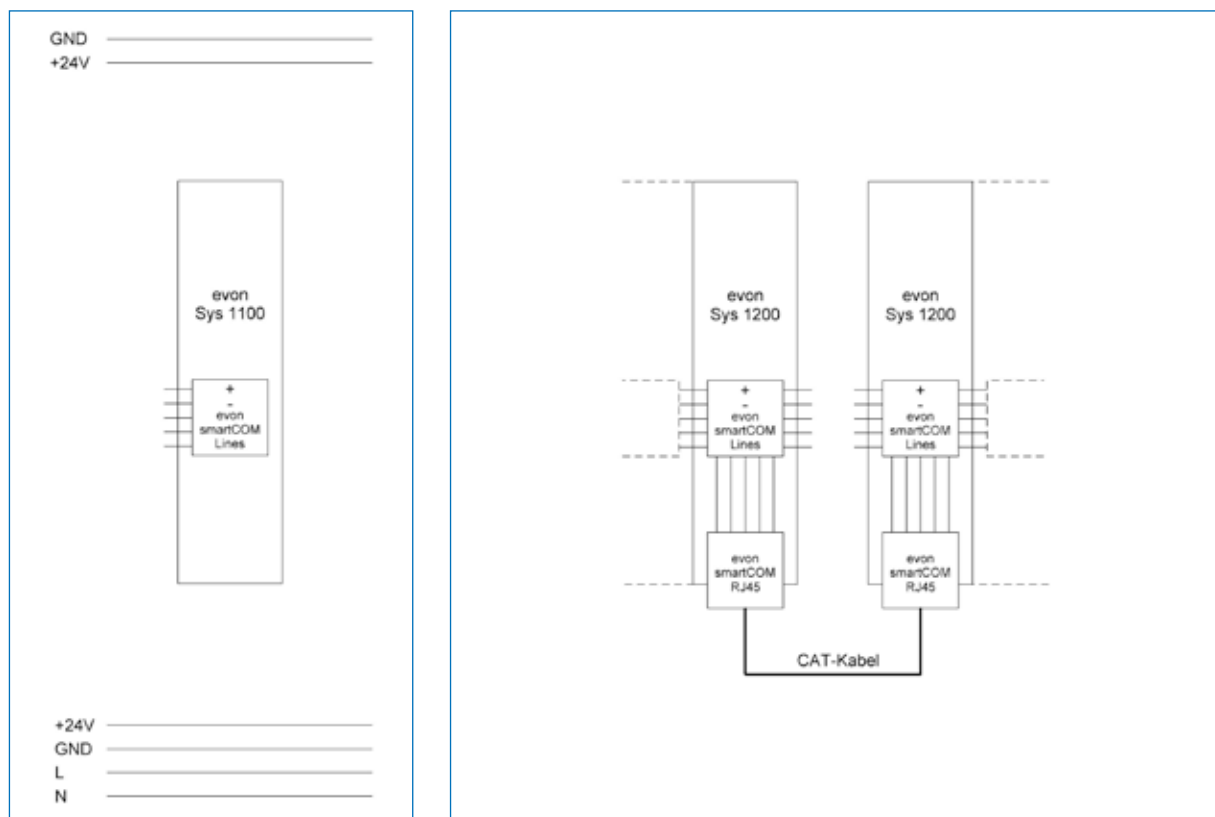 GND
+24V
evon
Sys 1100
+
-
evon
smartCOM
Lines
+24V
GND
L
N
evon
Sys 1200
+
-
evon
smartCOM
Lines
evon
smartCOM
RJ45
evon
Sys 1200
+
-
evon
smartCOM
Lines
evon
smartCOM
RJ45
CAT-Kabel